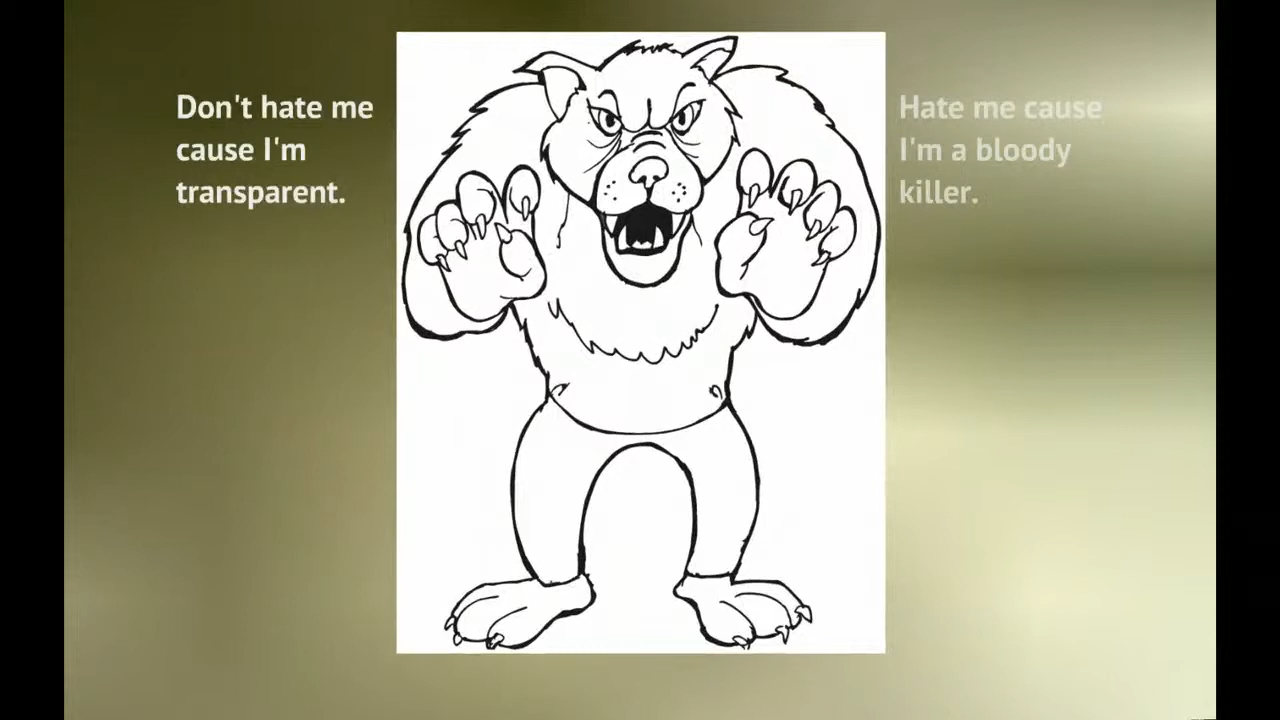 Don't hate me
cause I'm
transparent.
Hate me cause
I'm a bloody
killer.